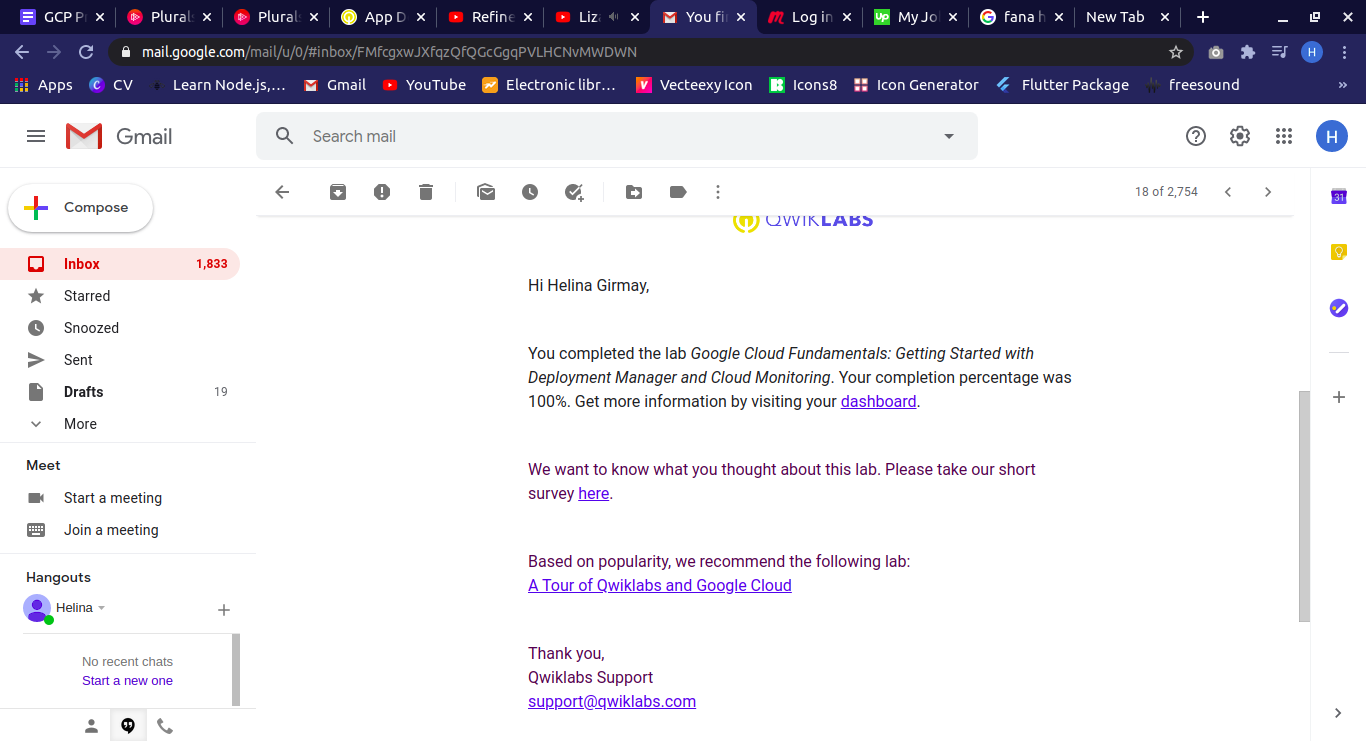 GCP P
Plurals
Plurals
App D
Refine
Liz
You fi
Log in
My Jo
fana h
New Tab
mail.google.com/mail/u/0/#inbox/FMfcgxwJXfqzQfQGcGgqPVLHCNvMWDWN
H
Apps
CV
Learn Node.js,...
Gmail
YouTube
Electronic libr...
Vecteexy Icon
Icons8
Icon Generator
Flutter Package
freesound
»
Gmail
Search mail
H
Compose
18 of 2,754
QWIKLABS
Inbox 1,833
Starred
Snoozed
Sent
Drafts 19
More
Meet
Start a meeting
Join a meeting
Hangouts
Helina
No recent chats
Start a new one
Hi Helina Girmay,
You completed the lab Google Cloud Fundamentals: Getting Started with
Deployment Manager and Cloud Monitoring. Your completion percentage was
100%. Get more information by visiting your dashboard.
We want to know what you thought about this lab. Please take our short
survey here.
Based on popularity, we recommend the following lab:
A Tour of Qwiklabs and Google Cloud
Thank you,
Qwiklabs Support
support@qwiklabs.com
31